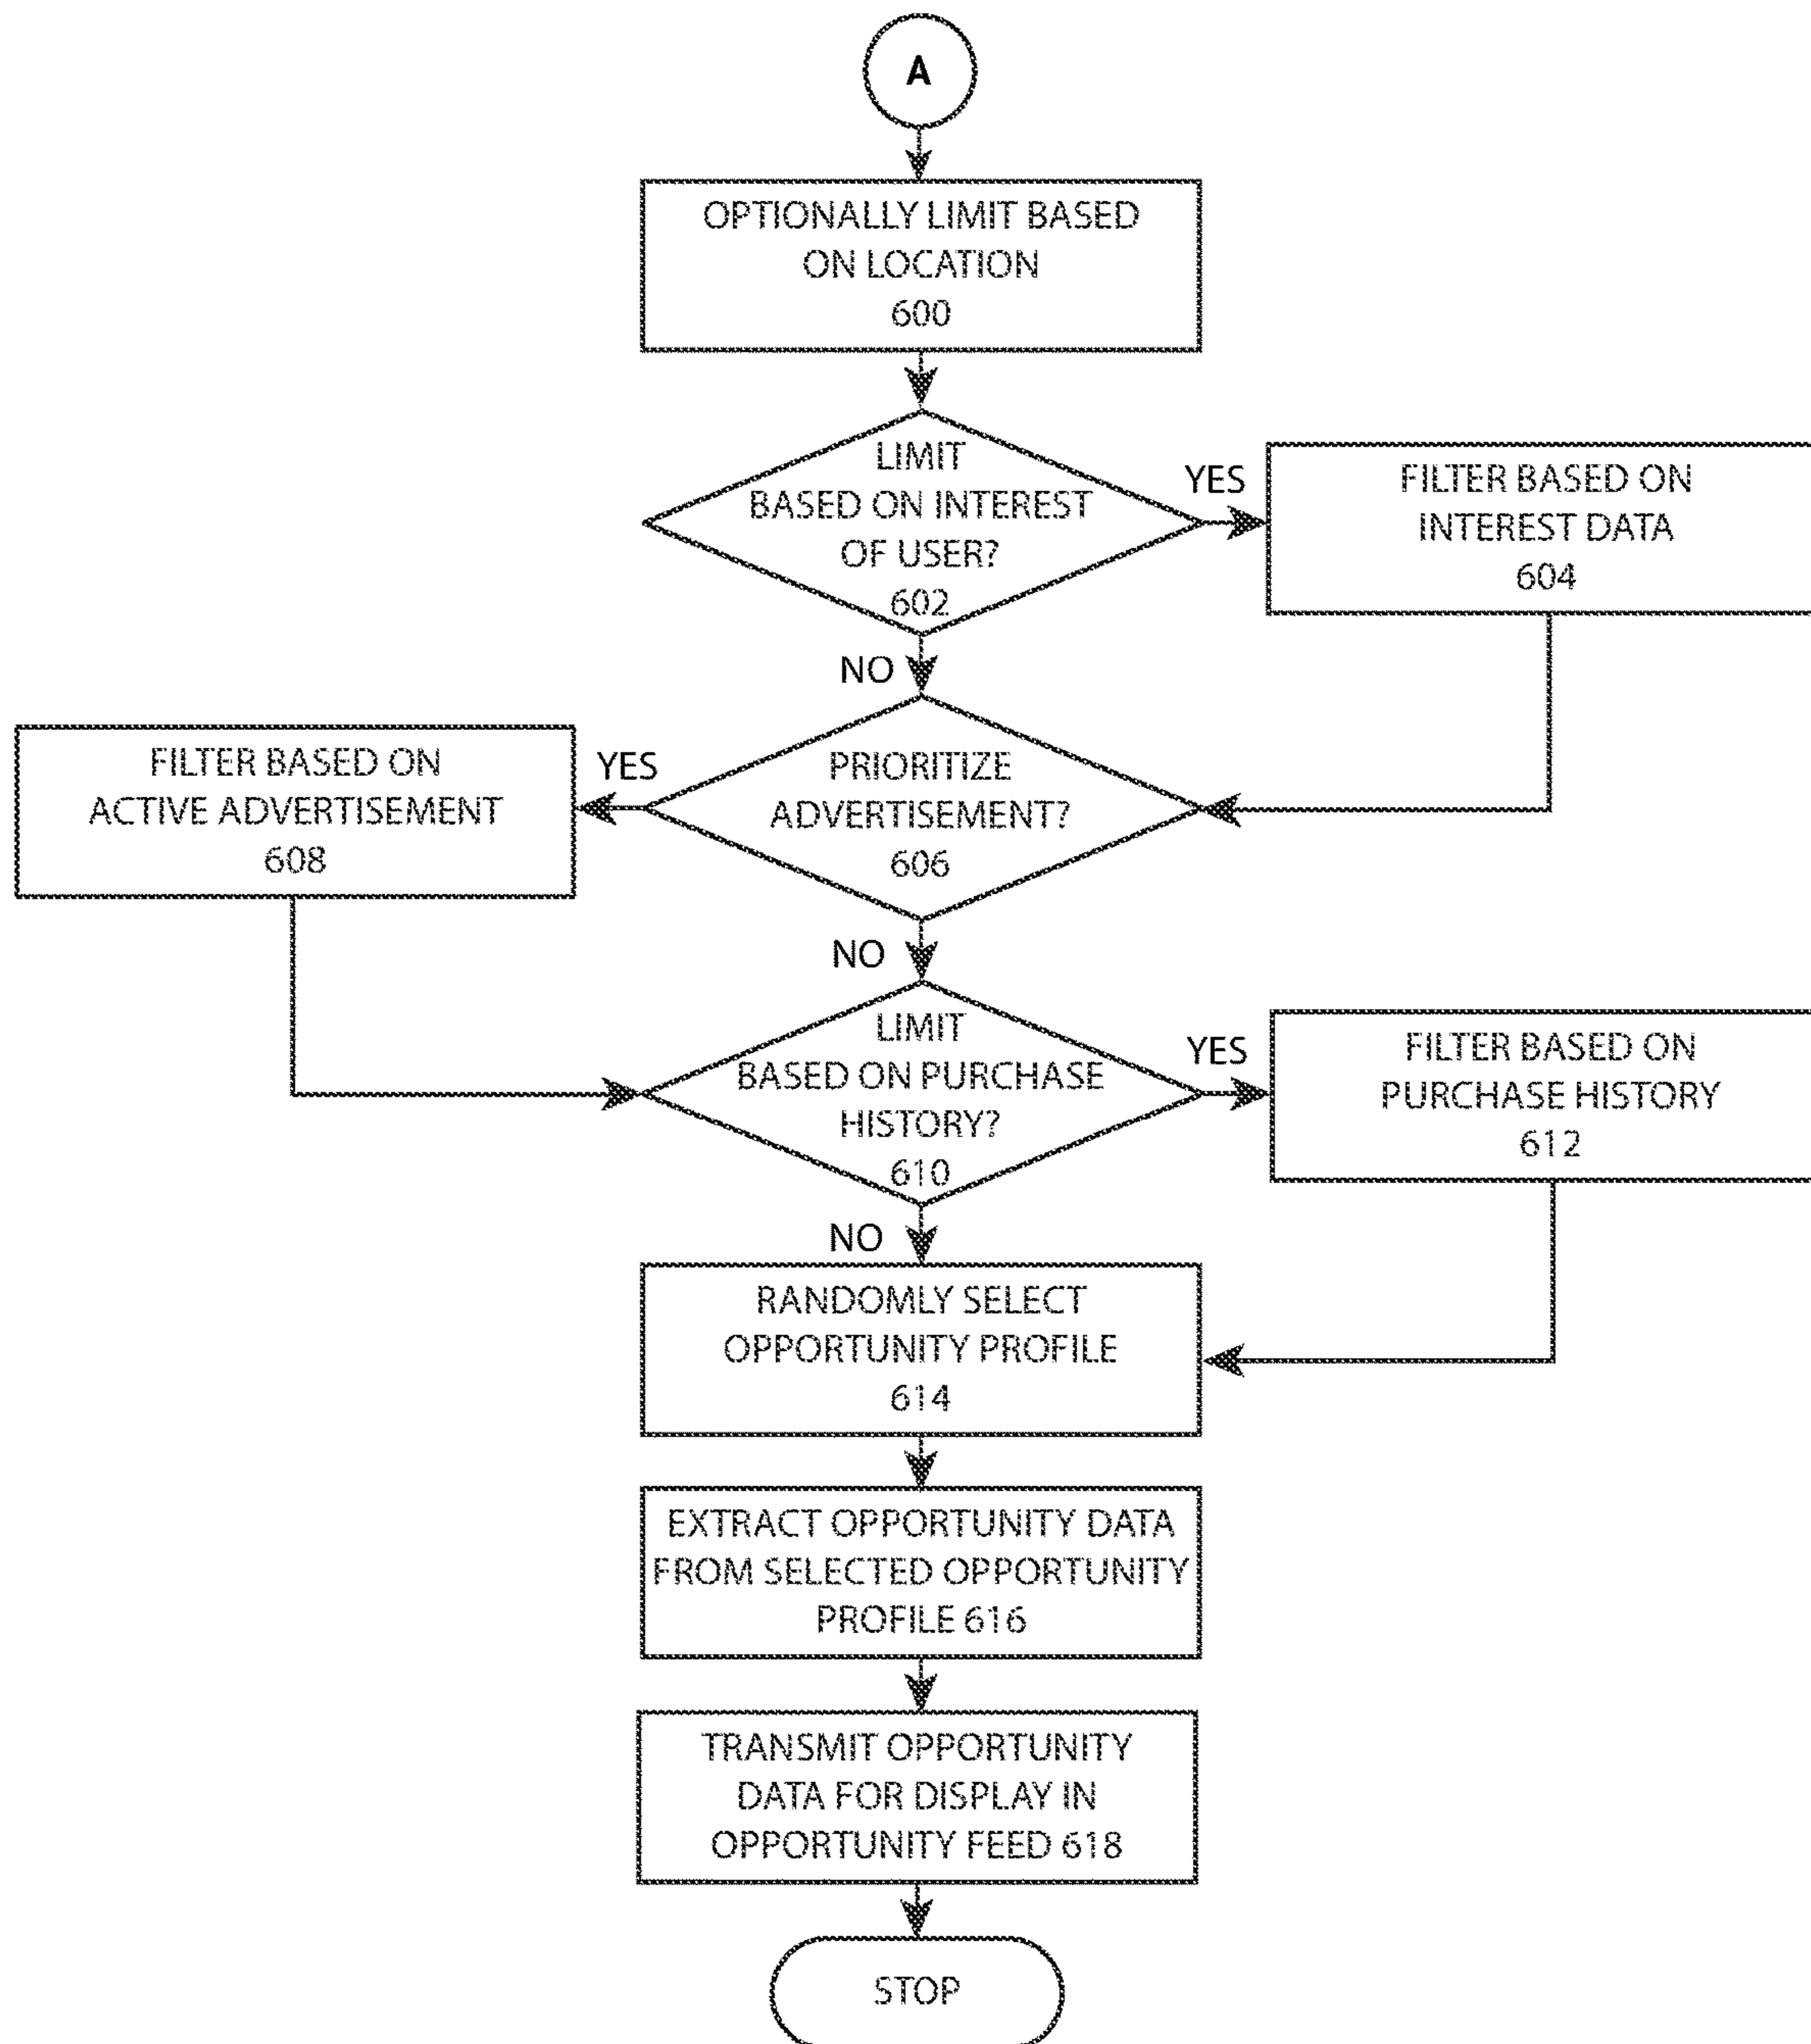 A
OPTIONALLY LIMIT BASED
ON LOCATION
600
LIMIT
BASED ON INTEREST
OF USER?
602
YES
FILTER BASED ON
INTEREST DATA
604
NO
FILTER BASED ON
ACTIVE ADVERTISEMENT
608
YES
PRIORITIZE
ADVERTISEMENT?
606
NO
LIMIT
BASED ON PURCHASE
HISTORY?
610
YES
FILTER BASED ON
PURCHASE HISTORY
612
NO
RANDOMLY SELECT
OPPORTUNITY PROFILE
614
EXTRACT OPPORTUNITY DATA
FROM SELECTED OPPORTUNITY
PROFILE 616
TRANSMIT OPPORTUNITY
DATA FOR DISPLAY IN
OPPORTUNITY FEED 618
STOP